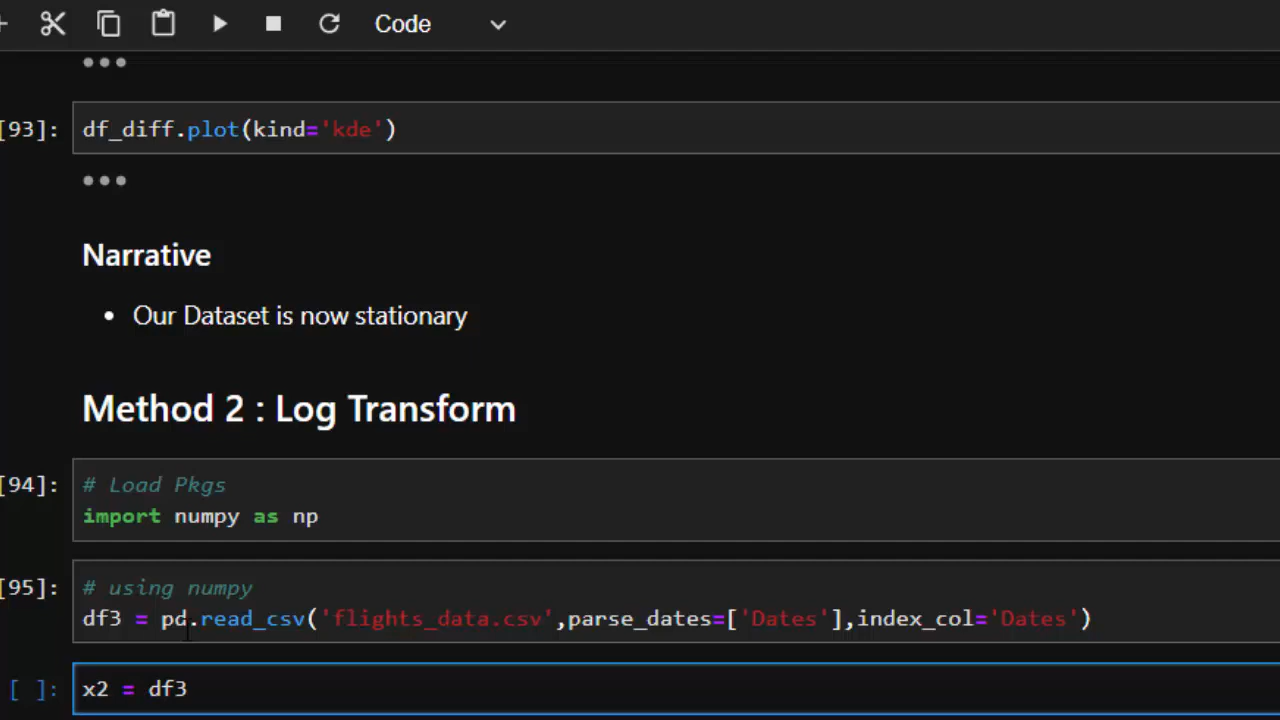 Code
[93]: df_diff.plot(kind='kde')
Narrative
• Our Dataset is now stationary
Method 2 : Log Transform
[94]: # Load Pkgs
import numpy as np
[95]: # using numpy
df3 = pd.read_csv('flights_data.csv',parse_dates=['Dates'],index_col='Dates')
[ ]: x2 = df3